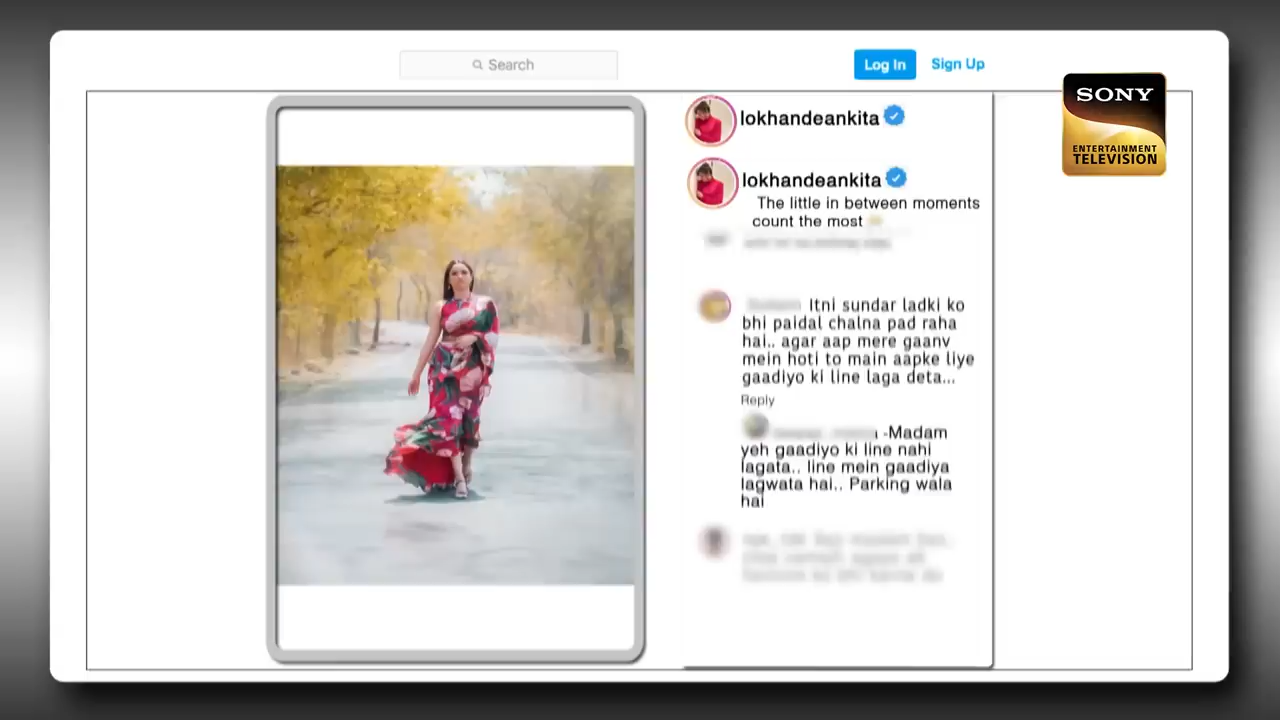 Search
Log In
Sign Up
SONY
ENTERTAINMENT
TELEVISION
lokhandeankita
lokhandeankita
The little in between moments
count the most
Itni sundar ladki ko
bhi paidal chalna pad raha
hai.. agar aap mere gaanv
mein hoti to main aapke liye
gaadiyo ki line laga deta...
Reply
-Madam
yeh gaadiyo ki line nahi
lagata.. line mein gaadiya
lagwata hai.. Parking wala
hai